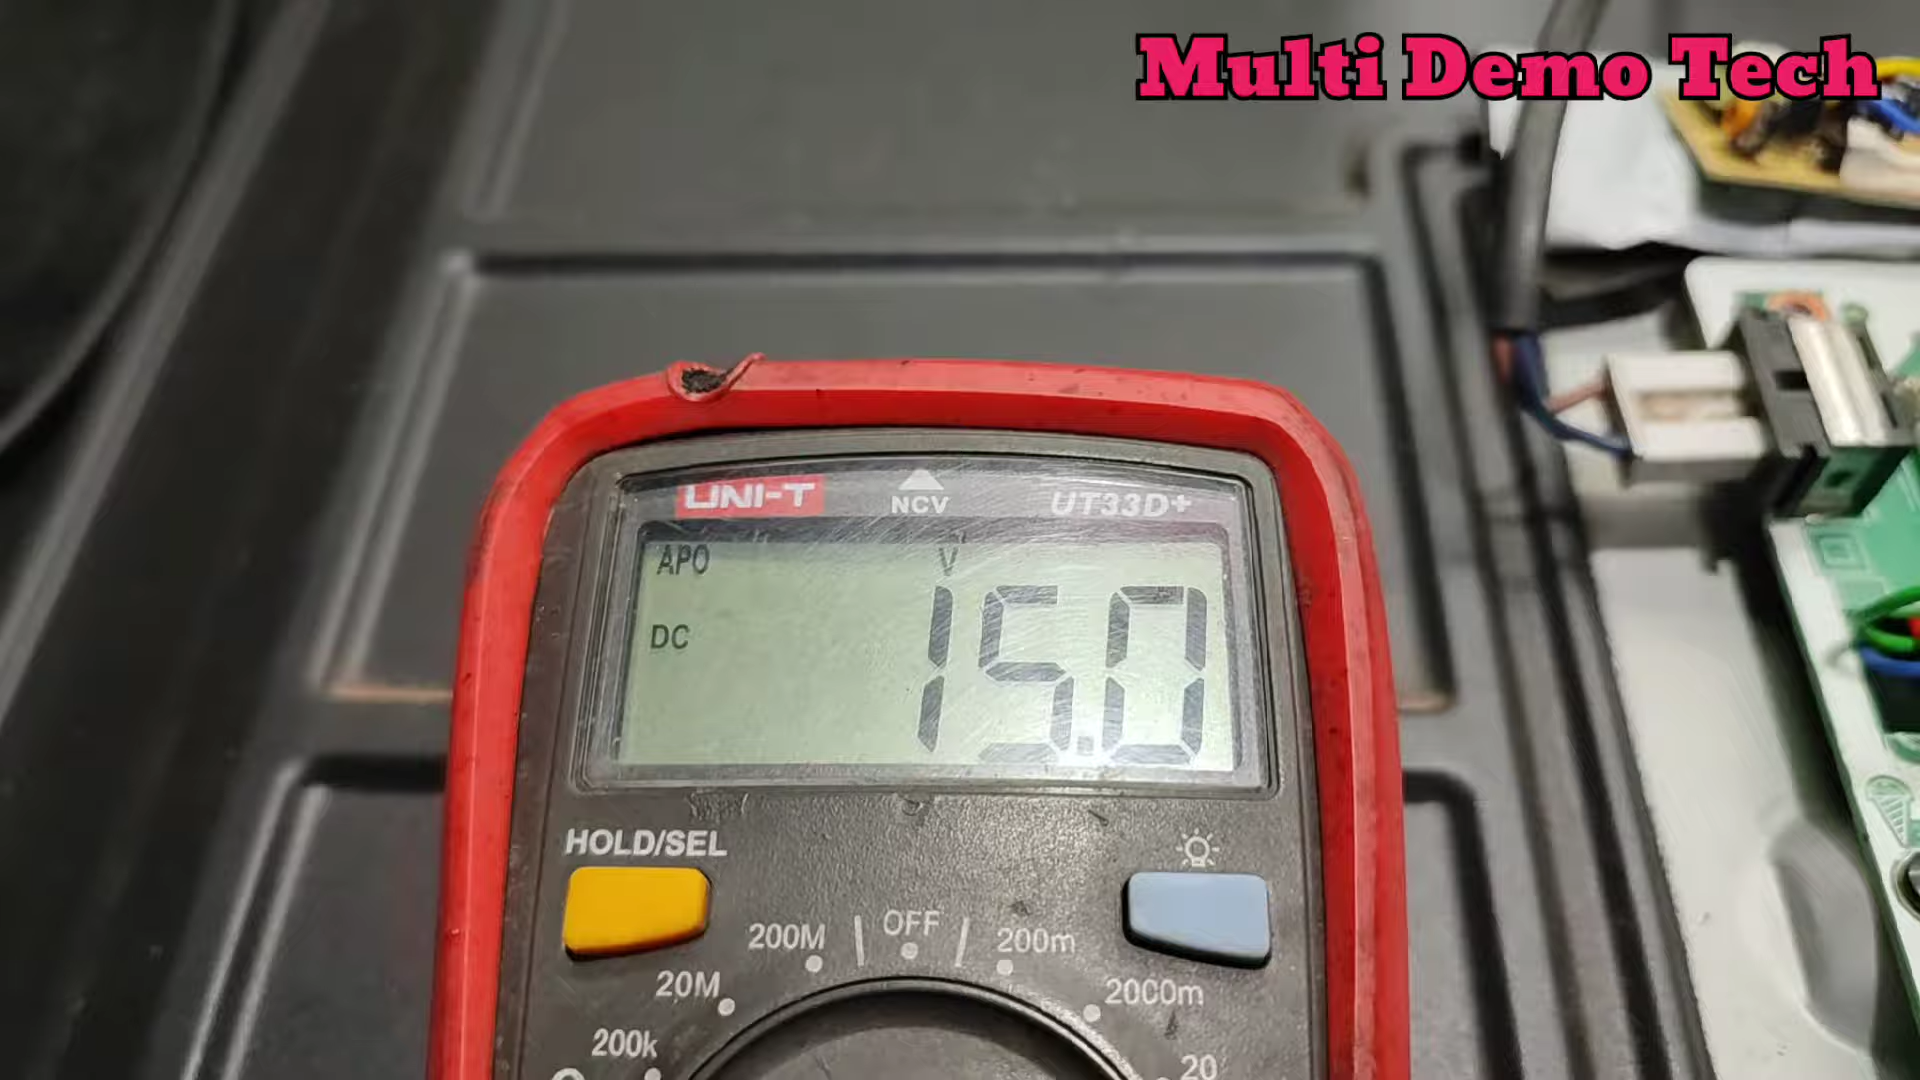 Multi Demo Tech
UNI-T NCV UT33D+
APO V
DC 15.0
HOLD/SEL
200M OFF 200m
20M 2000m
200k 20